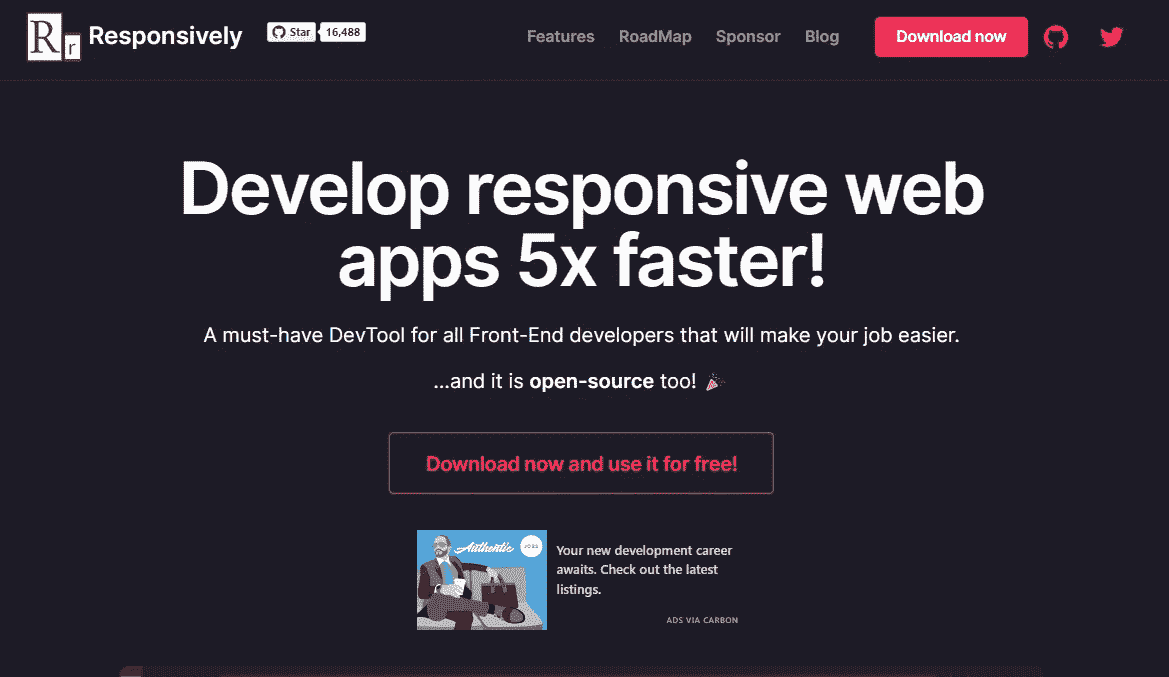 R
r
Responsively
Star
16,488
Features
RoadMap
Sponsor
Blog
Download now
Develop responsive web
apps 5x faster!
A must-have DevTool for all Front-End developers that will make your job easier.
...and it is open-source too!
Download now and use it for free!
Authentic
JOBS
Your new development career
awaits. Check out the latest
listings.
ADS VIA CARBON